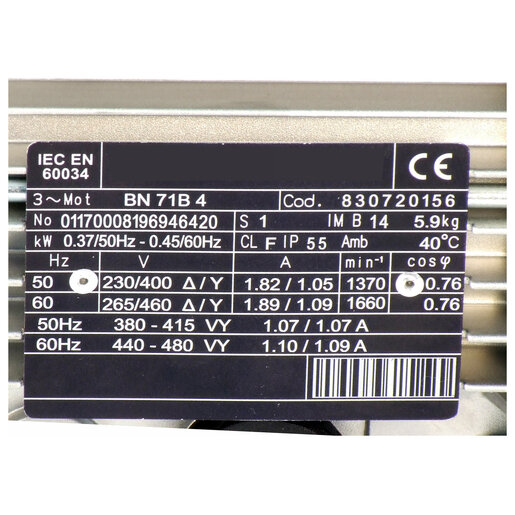 IEC EN
60034
CE
3~Mot BN 71B 4 Cod. 830720156
No 01170008196946420 S 1 IM B 14 5.9kg
kW 0.37/50Hz - 0.45/60Hz CL F IP 55 Amb 40°C
Hz V A min⁻¹ cosφ
50 230/400 Δ/Y 1.82/1.05 1370 0.76
60 265/460 Δ/Y 1.89/1.09 1660 0.76
50Hz 380 - 415 VY 1.07/1.07 A
60Hz 440 - 480 VY 1.10/1.09 A